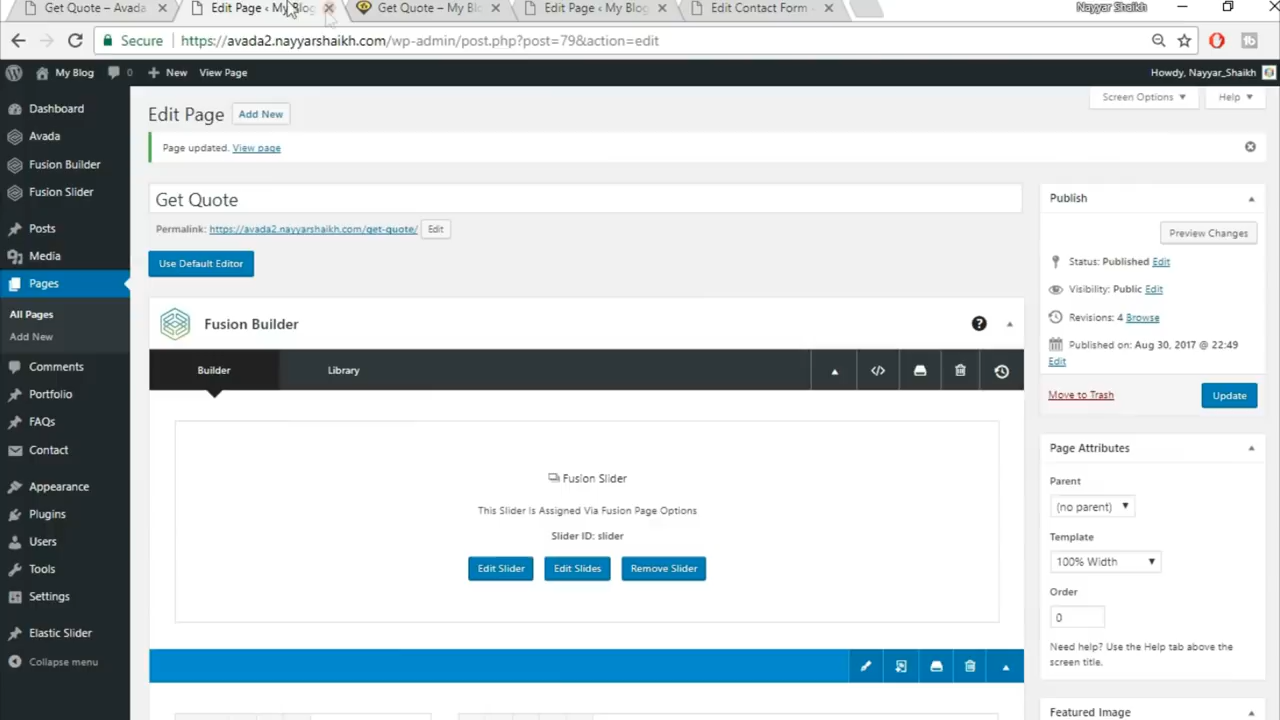 Get Quote – Avada
Edit Page ‹ My Blog
Get Quote – My Bl
Edit Page ‹ My Blog
Edit Contact Form ‹
Nayyar Shaikh
Secure
https://avada2.nayyarshaikh.com/wp-admin/post.php?post=79&action=edit
My Blog
0
New
View Page
Howdy, Nayyar_Shaikh
Dashboard
Avada
Fusion Builder
Fusion Slider
Posts
Media
Pages
All Pages
Add New
Comments
Portfolio
FAQs
Contact
Appearance
Plugins
Users
Tools
Settings
Elastic Slider
Collapse menu
Screen Options
Help
Edit Page
Add New
Page updated. View page
Get Quote
Permalink: https://avada2.nayyarshaikh.com/get-quote/
Edit
Use Default Editor
Fusion Builder
?
Builder
Library
</>
Fusion Slider
This Slider is Assigned Via Fusion Page Options
Slider ID: slider
Edit Slider
Edit Slides
Remove Slider
Publish
Preview Changes
Status: Published Edit
Visibility: Public Edit
Revisions: 4 Browse
Published on: Aug 30, 2017 @ 22:49
Edit
Move to Trash
Update
Page Attributes
Parent
(no parent)
Template
100% Width
Order
0
Need help? Use the Help tab above the
screen title.
Featured Image